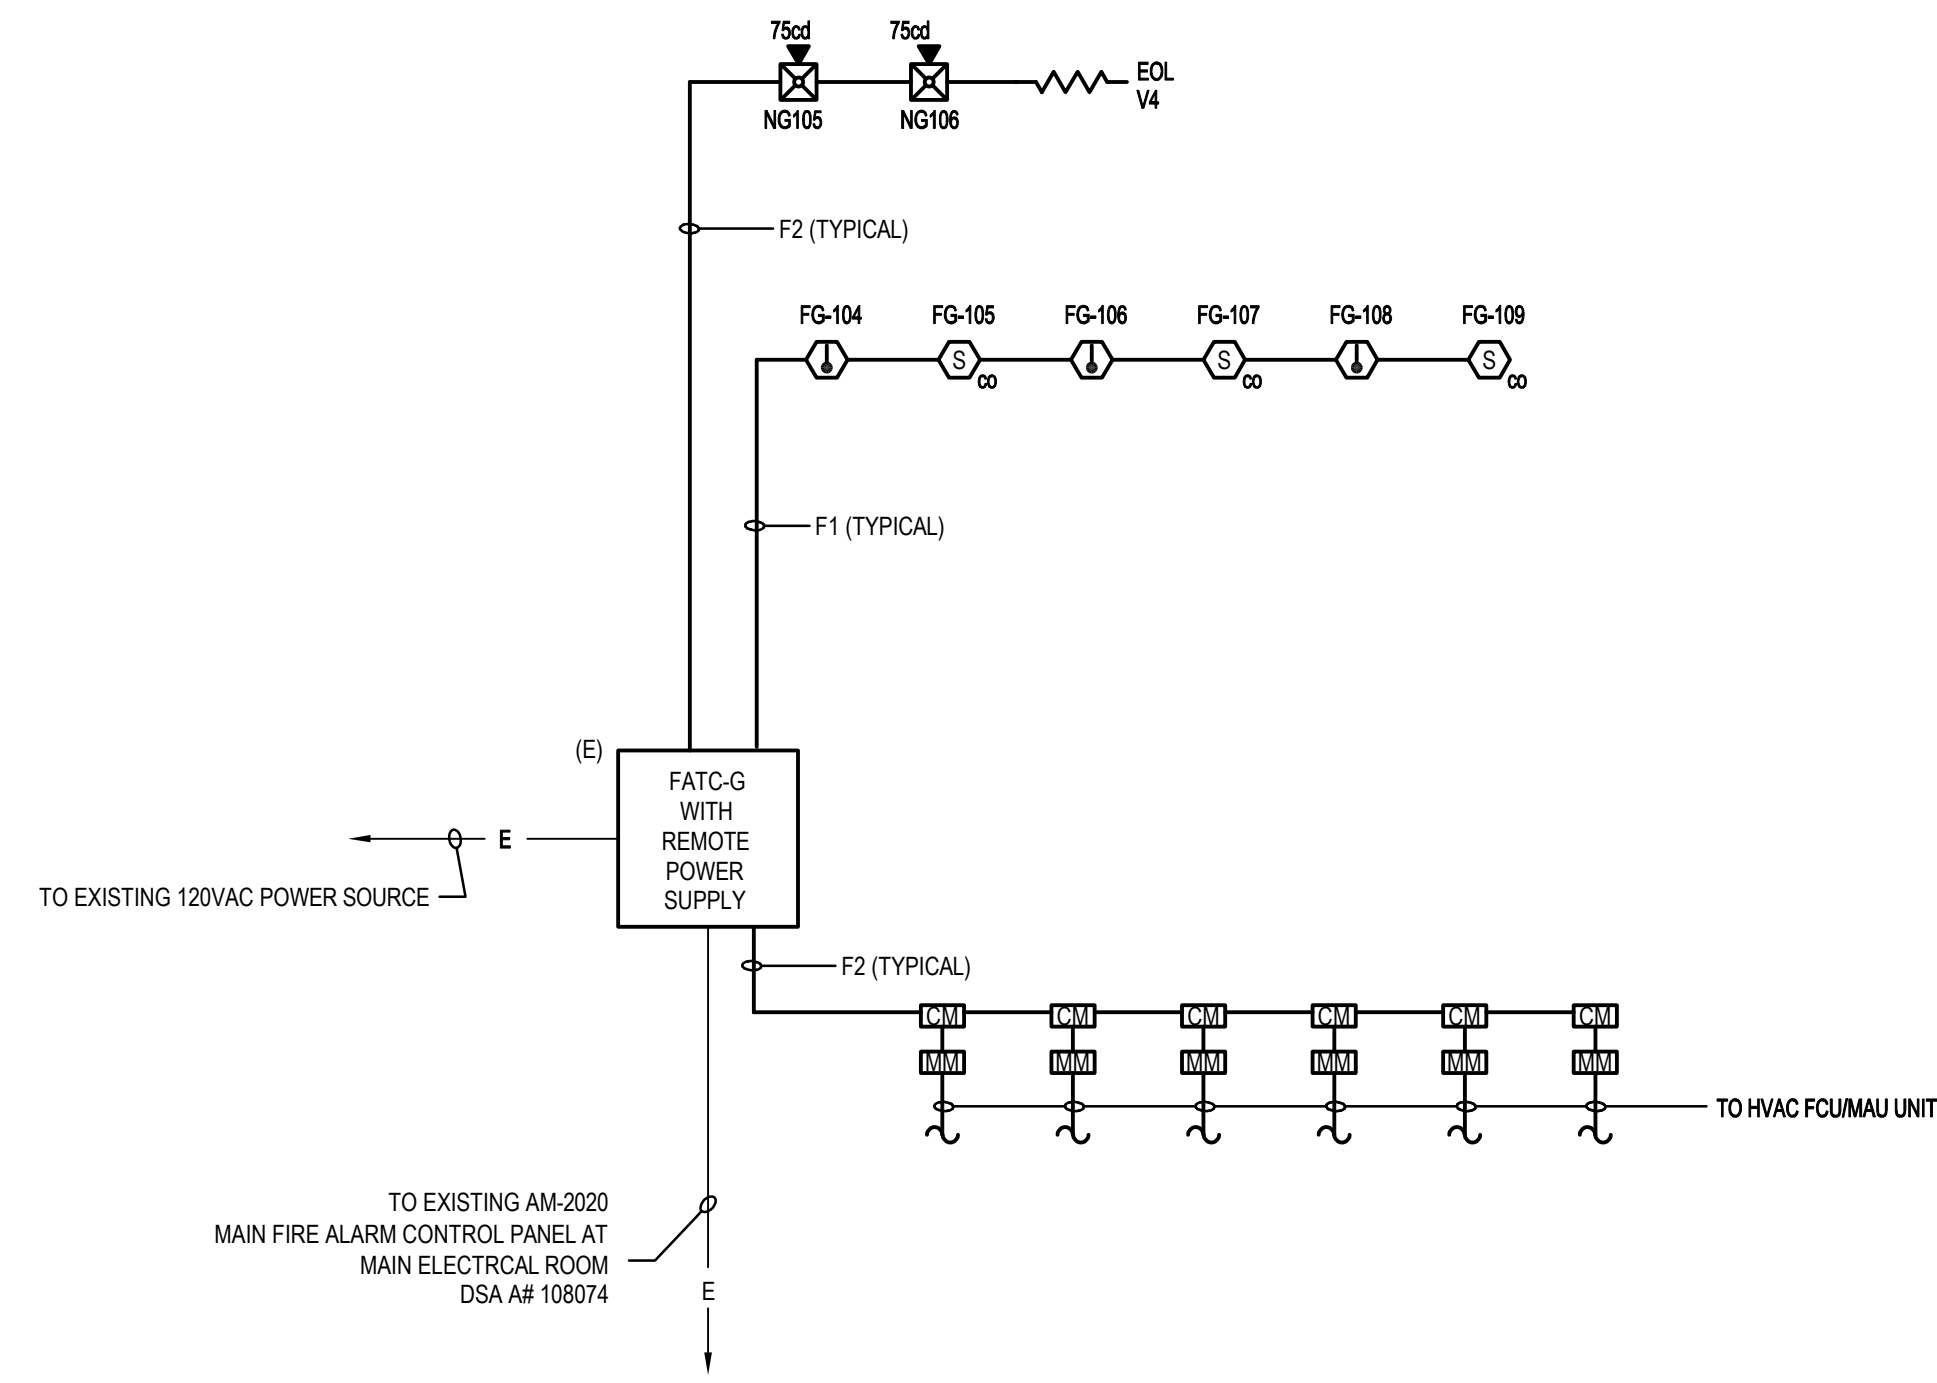 75cd 75cd
EOL
V4
NG105 NG106
F2 (TYPICAL)
FG-104 FG-105 FG-106 FG-107 FG-108 FG-109
S S S
CO CO CO
F1 (TYPICAL)
(E)
FATC-G
WITH
REMOTE
POWER
SUPPLY
E
TO EXISTING 120VAC POWER SOURCE
F2 (TYPICAL)
CM CM CM CM CM CM
MM MM MM MM MM MM
TO HVAC FCU/MAU UNIT
TO EXISTING AM-2020
MAIN FIRE ALARM CONTROL PANEL AT
MAIN ELECTRCAL ROOM
DSA A# 108074
E